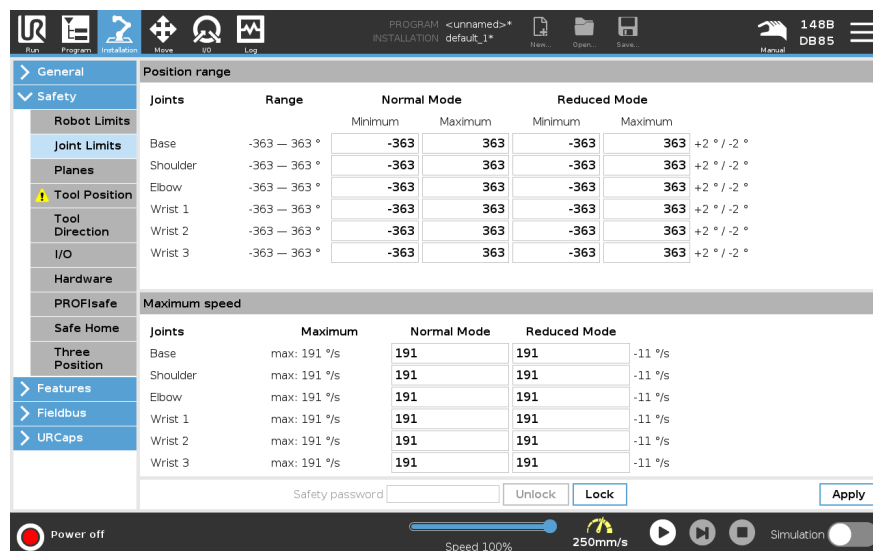 PROGRAM <unnamed>*
INSTALLATION default_1*
148B
DB85
Run Program Installation Move I/O Log New... Open... Save... Manual
General
Safety
Robot Limits
Joint Limits
Planes
Tool Position
Tool
Direction
I/O
Hardware
PROFIsafe
Safe Home
Three
Position
Features
Fieldbus
URCaps
Position range
Joints Range Normal Mode Reduced Mode
Minimum Maximum Minimum Maximum
Base -363 — 363 ° -363 363 -363 363 +2 ° / -2 °
Shoulder -363 — 363 ° -363 363 -363 363 +2 ° / -2 °
Elbow -363 — 363 ° -363 363 -363 363 +2 ° / -2 °
Wrist 1 -363 — 363 ° -363 363 -363 363 +2 ° / -2 °
Wrist 2 -363 — 363 ° -363 363 -363 363 +2 ° / -2 °
Wrist 3 -363 — 363 ° -363 363 -363 363 +2 ° / -2 °
Maximum speed
Joints Maximum Normal Mode Reduced Mode
Base max: 191 °/s 191 191 -11 °/s
Shoulder max: 191 °/s 191 191 -11 °/s
Elbow max: 191 °/s 191 191 -11 °/s
Wrist 1 max: 191 °/s 191 191 -11 °/s
Wrist 2 max: 191 °/s 191 191 -11 °/s
Wrist 3 max: 191 °/s 191 191 -11 °/s
Safety password Unlock Lock Apply
Power off Speed 100% 250mm/s Simulation